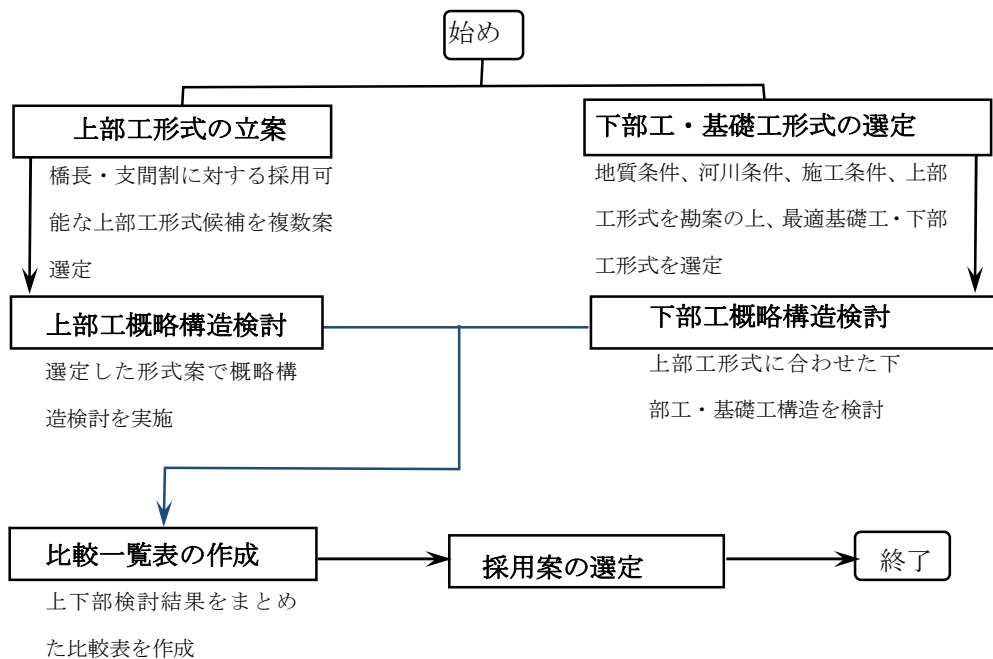 始め
上部工形式の立案
橋長・支間割に対する採用可
能な上部工形式候補を複数案
選定
下部工・基礎工形式の選定
地質条件、河川条件、施工条件、上部
工形式を勘案の上、最適基礎工・下部
工形式を選定
上部工概略構造検討
選定した形式案で概略構
造検討を実施
下部工概略構造検討
上部工形式に合わせた下
部工・基礎工構造を検討
比較一覧表の作成
上下部検討結果をまとめ
た比較表を作成
採用案の選定
終了